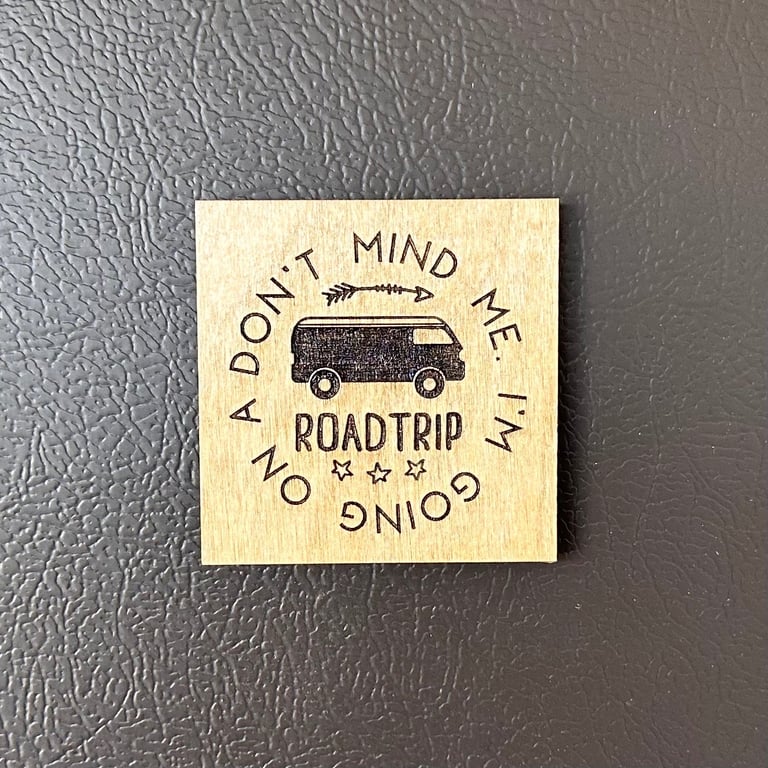 DON'T MIND ME. I'M GOING ON A
ROADTRIP